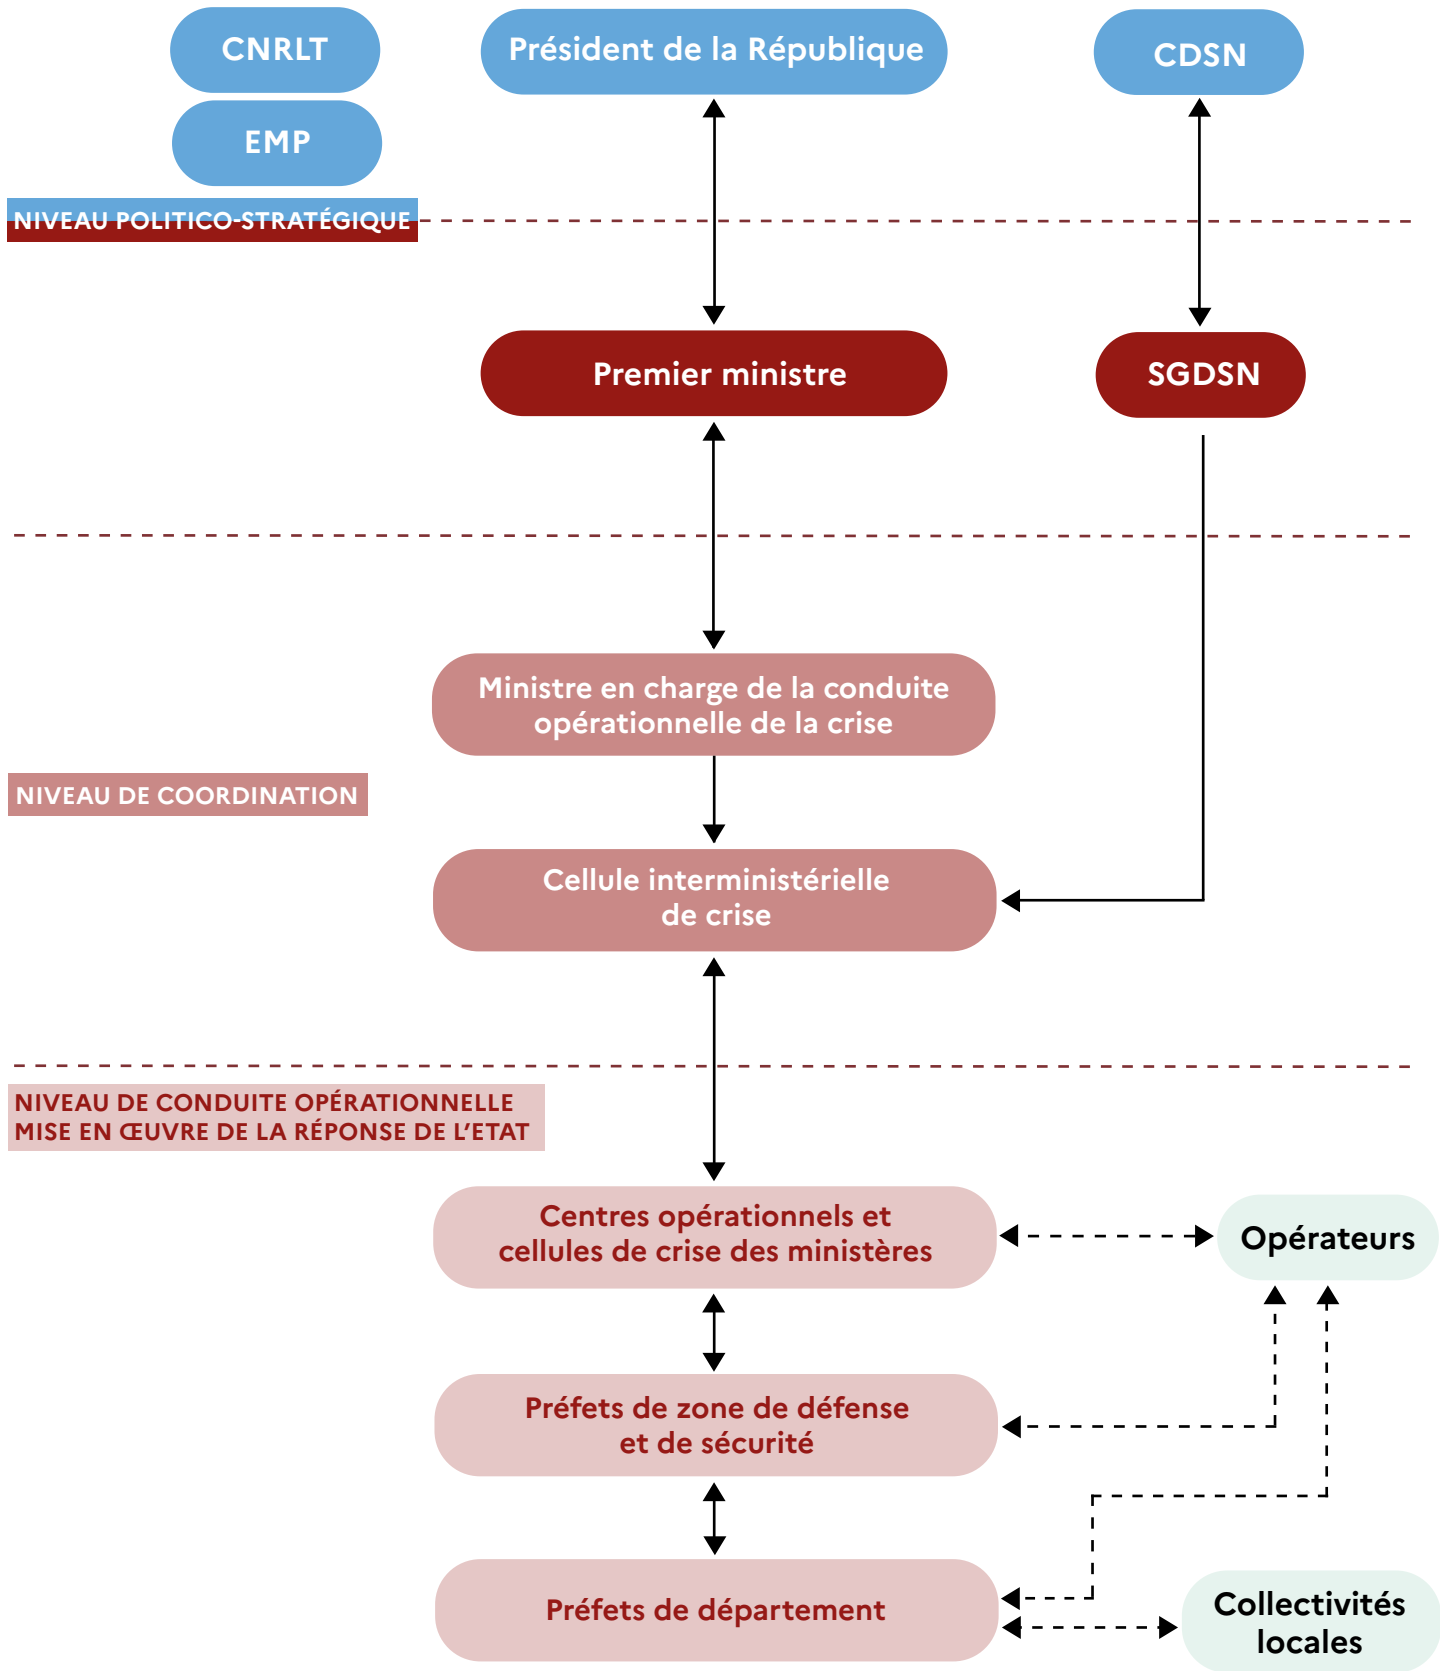 CNRLT
Président de la République
CDSN
EMP
NIVEAU POLITICO-STRATÉGIQUE
Premier ministre
SGDSN
Ministre en charge de la conduite
opérationnelle de la crise
NIVEAU DE COORDINATION
Cellule interministérielle
de crise
NIVEAU DE CONDUITE OPÉRATIONNELLE
MISE EN ŒUVRE DE LA RÉPONSE DE L'ETAT
Centres opérationnels et
cellules de crise des ministères
Opérateurs
Préfets de zone de défense
et de sécurité
Préfets de département
Collectivités
locales